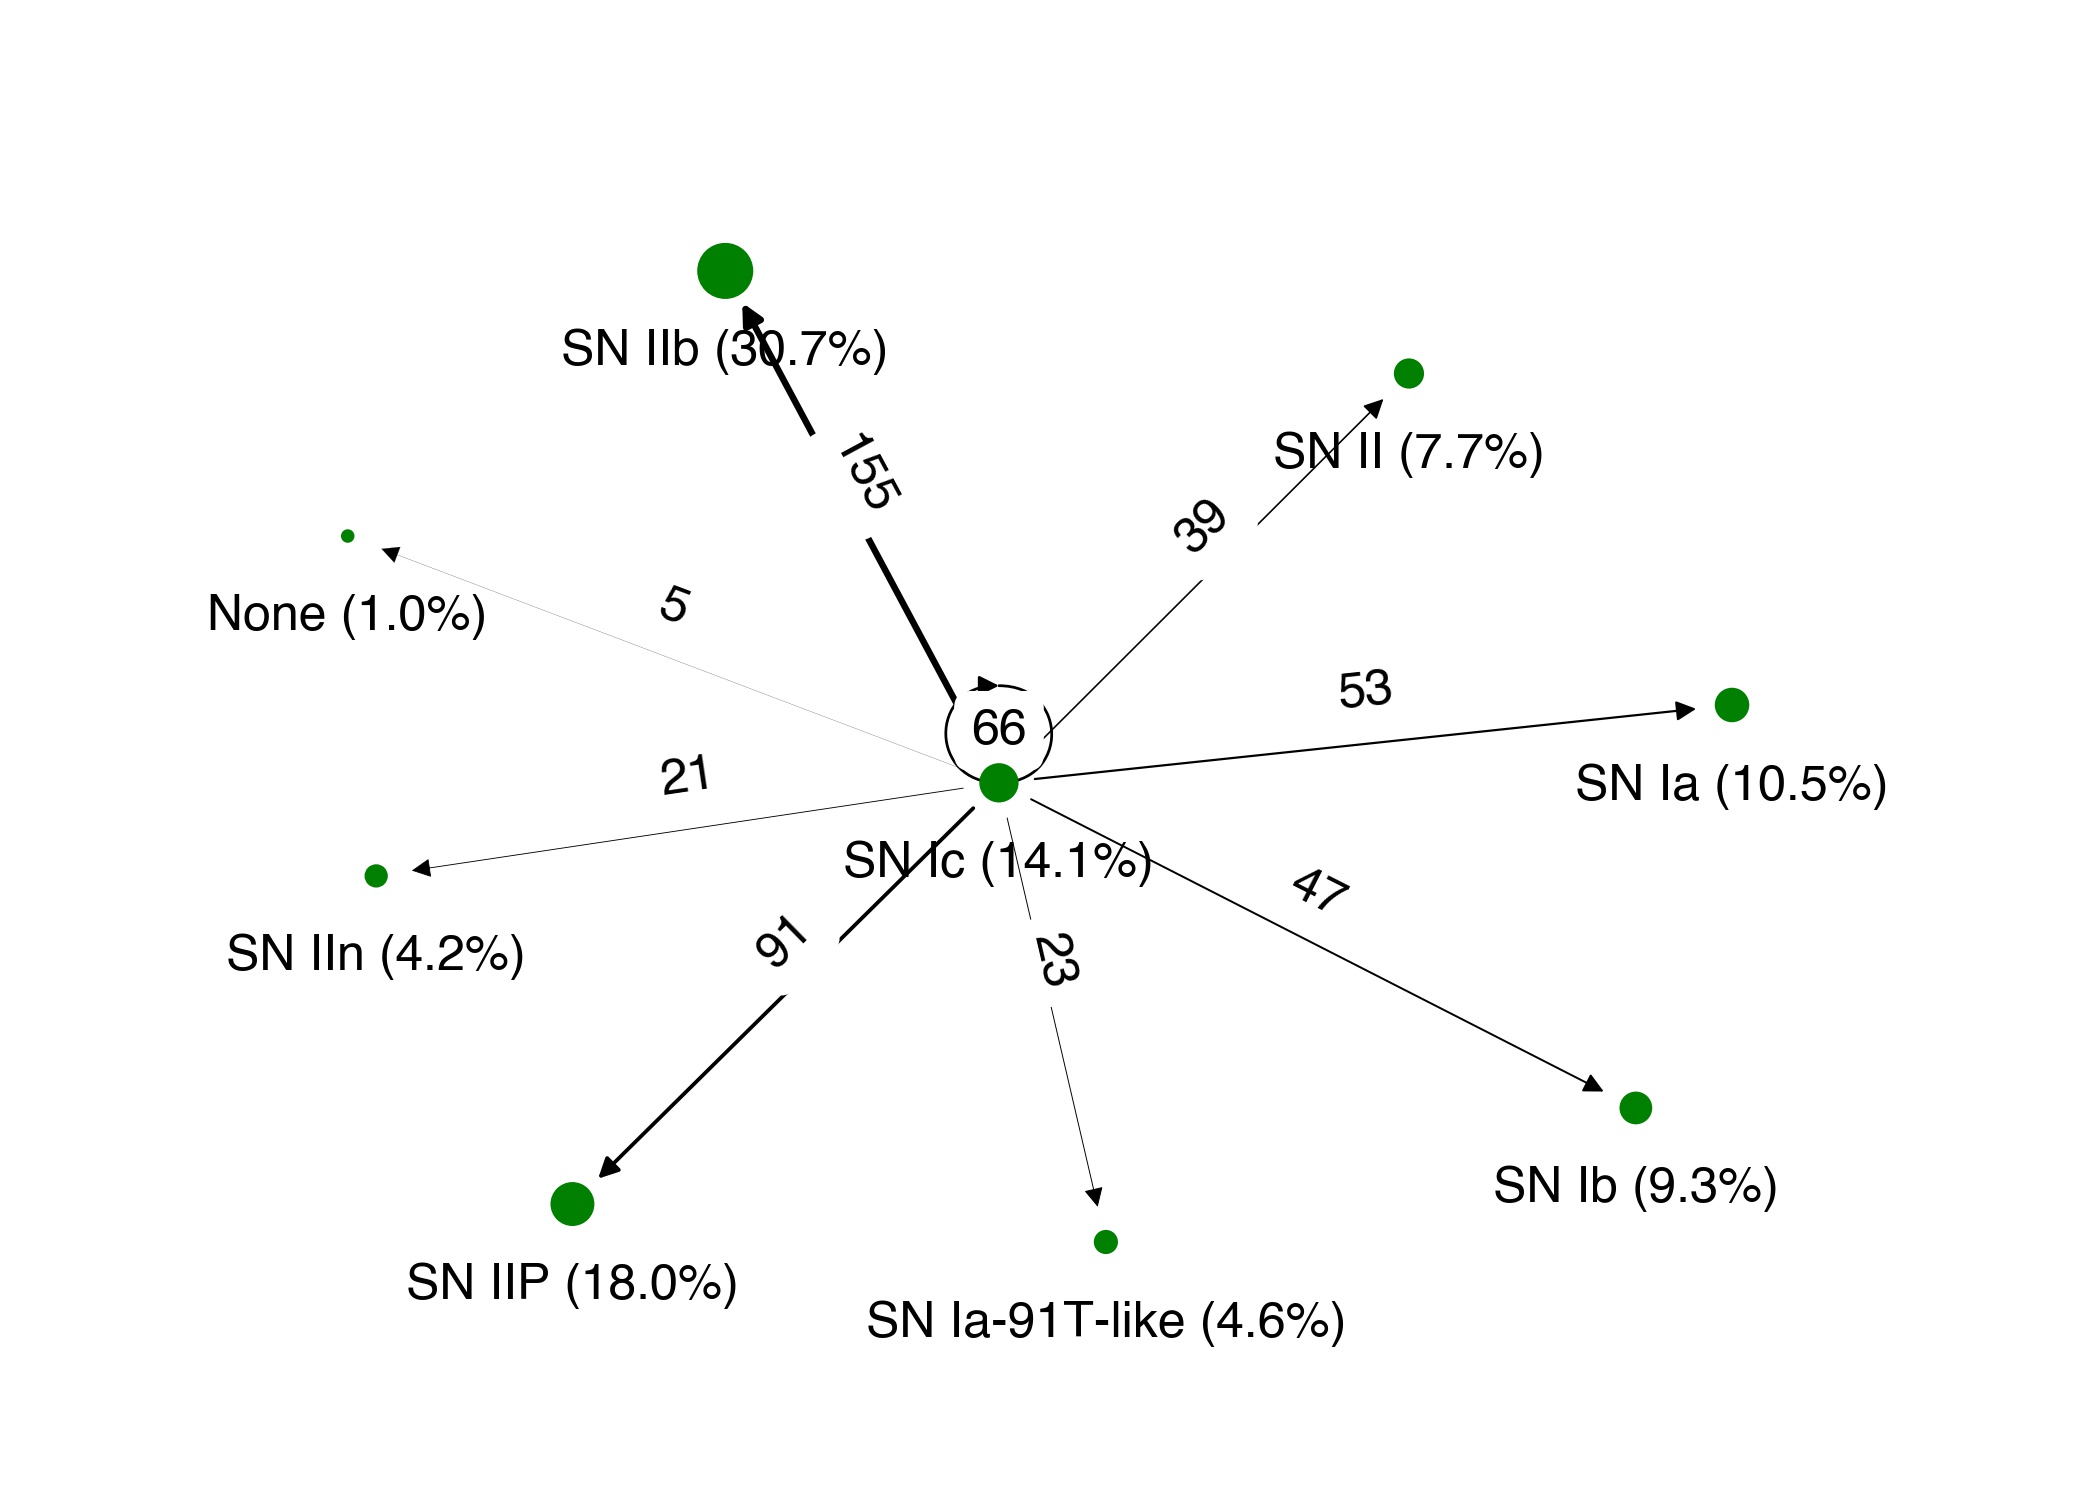 SN IIb (30.7%)
155
SN II (7.7%)
39
None (1.0%)
5
53
66
SN Ia (10.5%)
21
SN Ic (14.1%)
47
SN IIn (4.2%)
91
23
SN Ib (9.3%)
SN IIP (18.0%)
SN Ia-91T-like (4.6%)